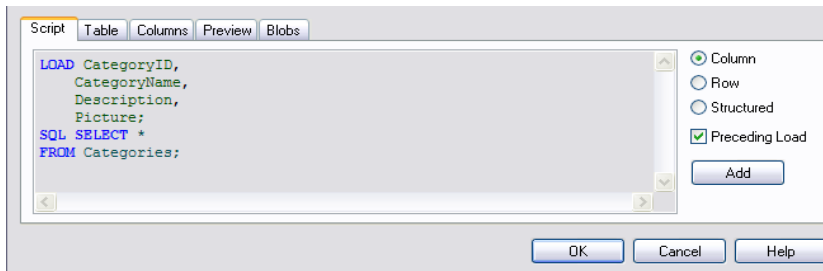 Script Table Columns Preview Blobs
LOAD CategoryID,
CategoryName,
Description,
Picture;
SQL SELECT *
FROM Categories;
Column
Row
Structured
Preceding Load
Add
OK Cancel Help